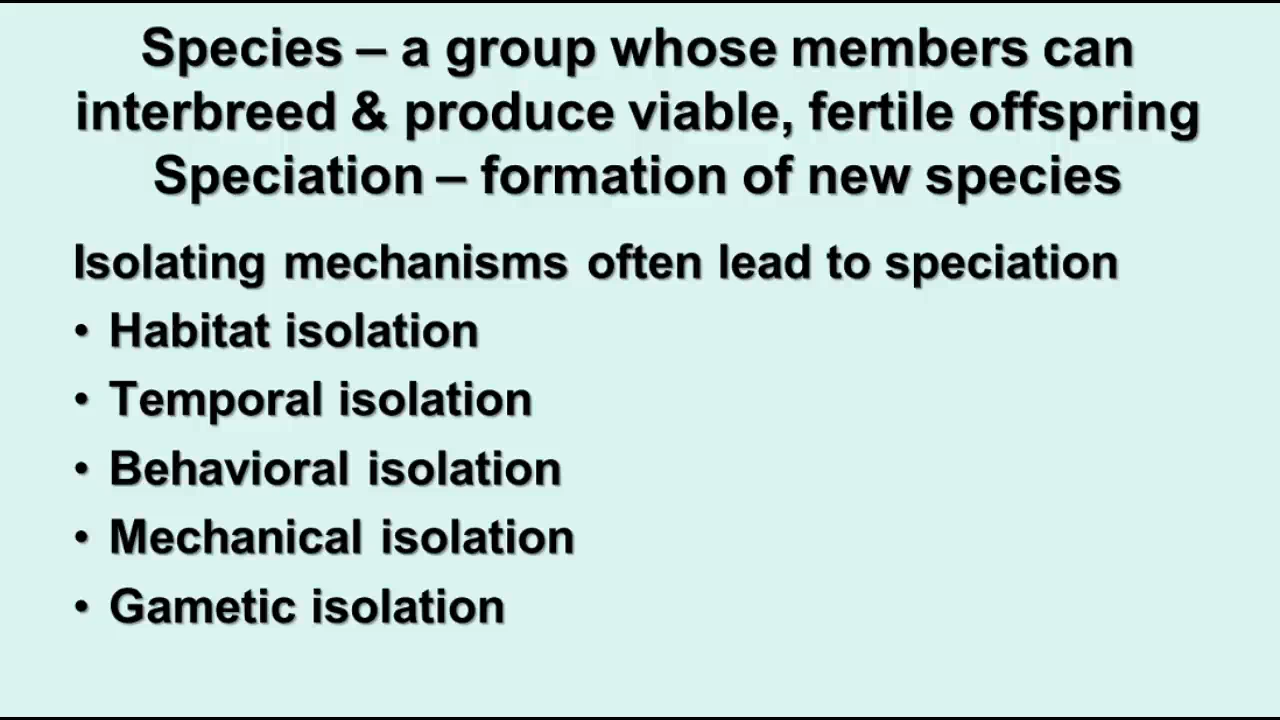 Species – a group whose members can
interbreed & produce viable, fertile offspring
Speciation – formation of new species
Isolating mechanisms often lead to speciation
• Habitat isolation
• Temporal isolation
• Behavioral isolation
• Mechanical isolation
• Gametic isolation